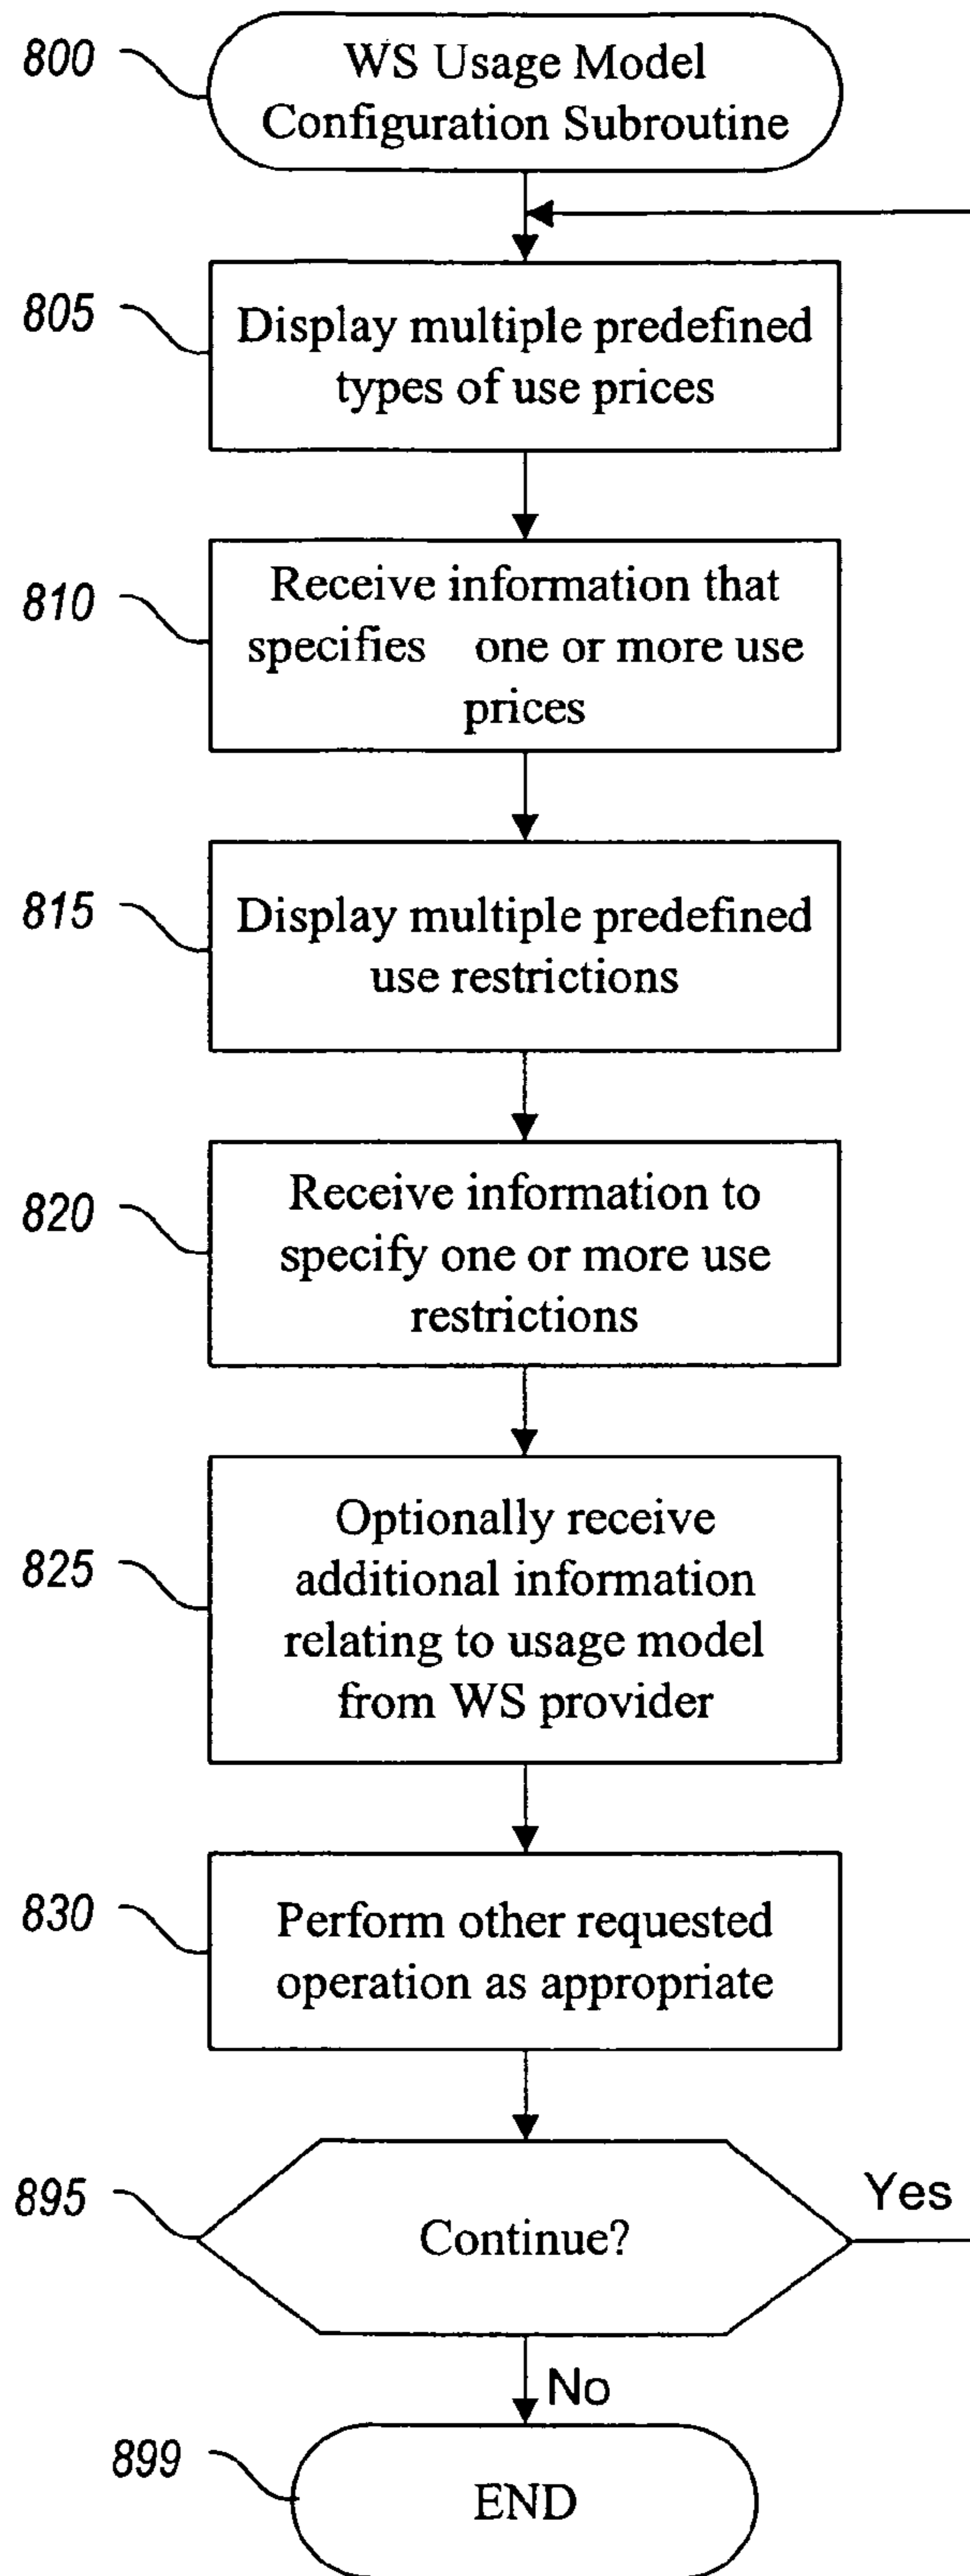 800
WS Usage Model
Configuration Subroutine
805
Display multiple predefined
types of use prices
810
Receive information that
specifies one or more use
prices
815
Display multiple predefined
use restrictions
820
Receive information to
specify one or more use
restrictions
825
Optionally receive
additional information
relating to usage model
from WS provider
830
Perform other requested
operation as appropriate
895
Continue?
Yes
No
899
END